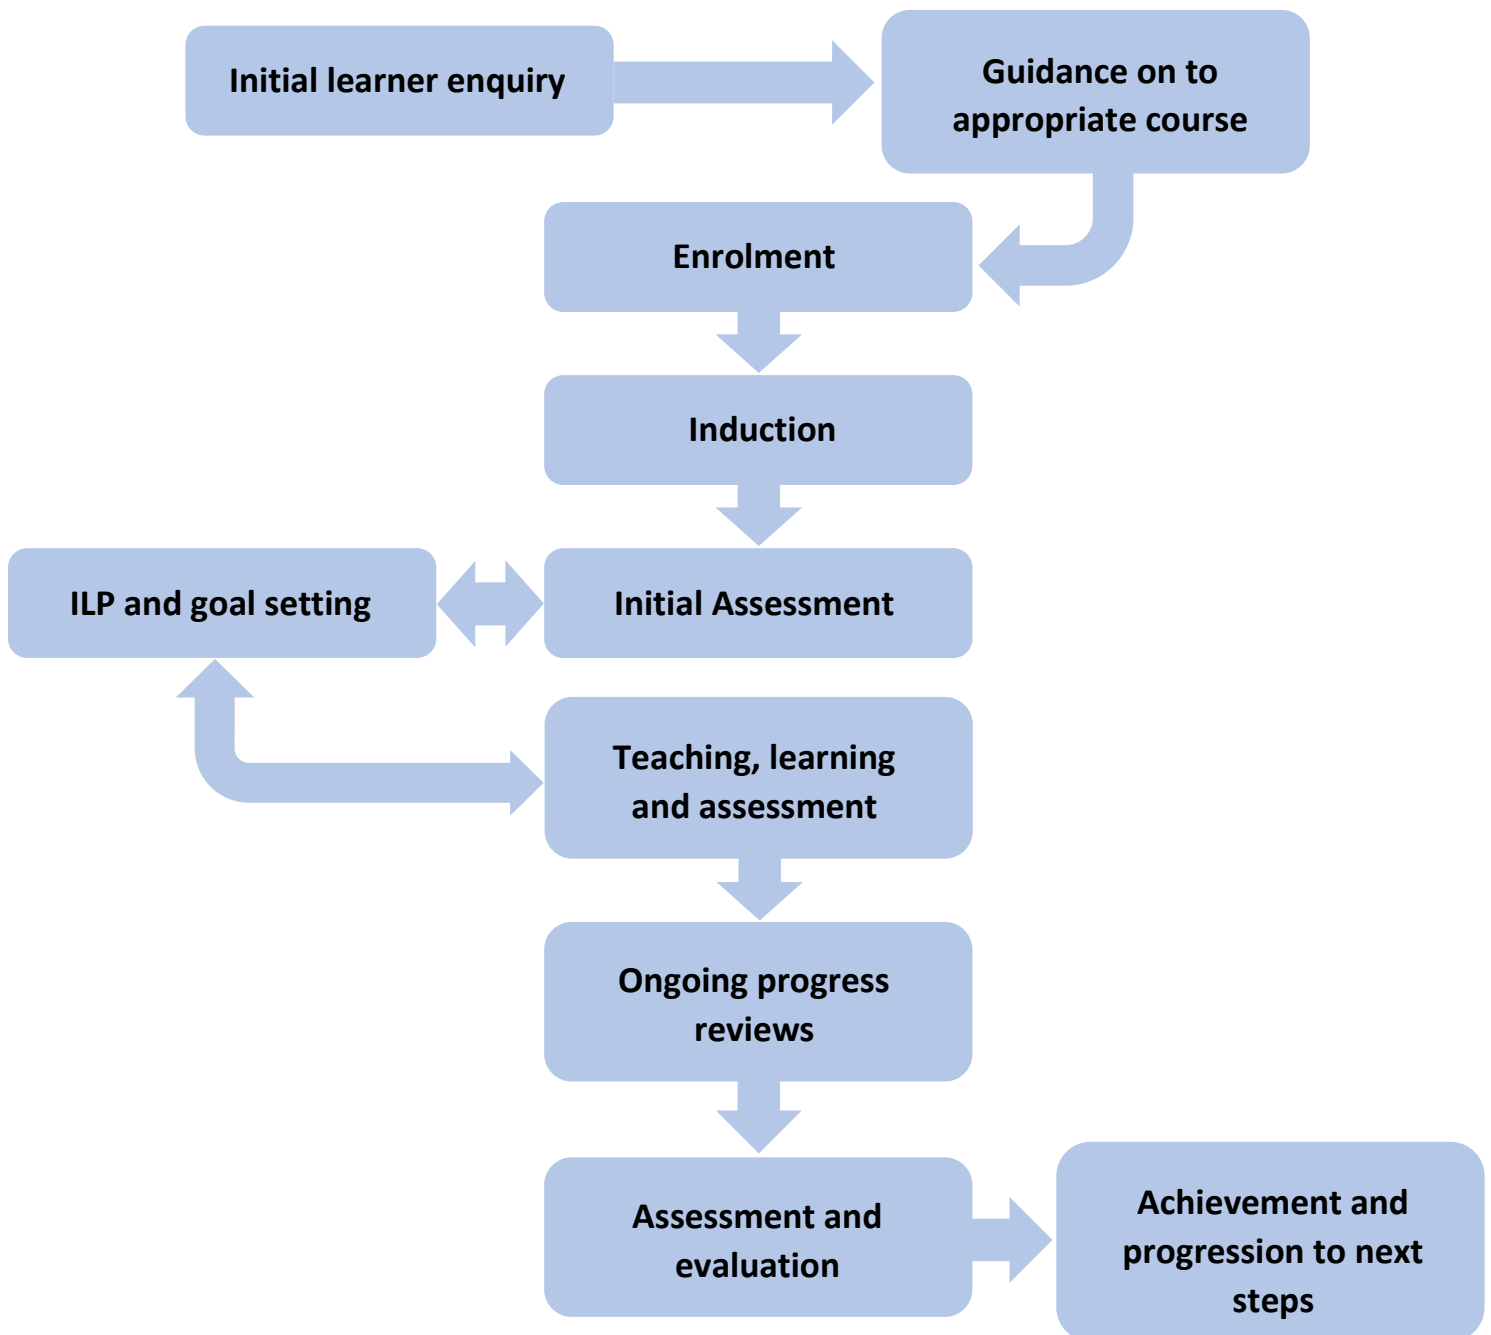 Initial learner enquiry
Guidance on to
appropriate course
Enrolment
Induction
ILP and goal setting
Initial Assessment
Teaching, learning
and assessment
Ongoing progress
reviews
Assessment and
evaluation
Achievement and
progression to next
steps